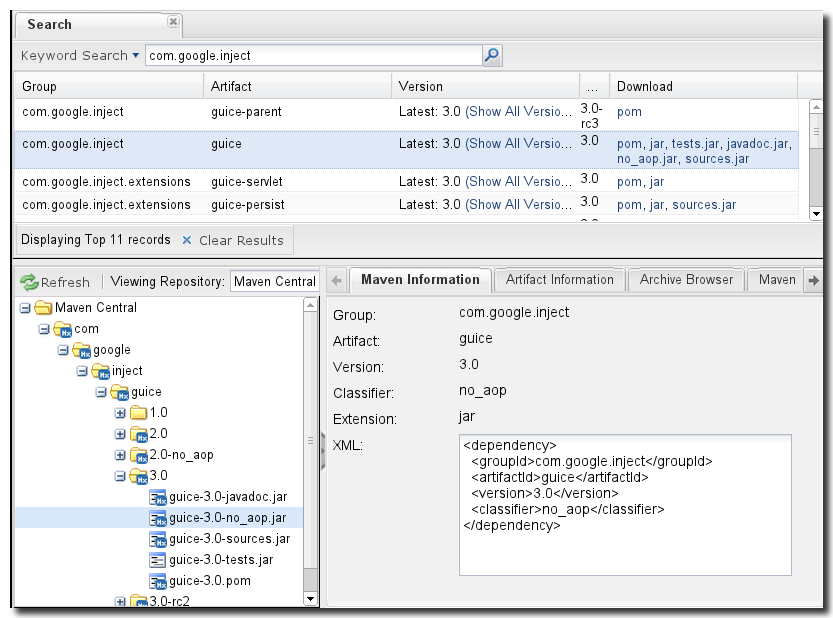 Search
Keyword Search com.google.inject
Group Artifact Version ... Download
com.google.inject guice-parent Latest: 3.0 (Show All Versio... 3.0-rc3 pom
com.google.inject guice Latest: 3.0 (Show All Versio... 3.0 pom, jar, tests.jar, javadoc.jar,
no_aop.jar, sources.jar
com.google.inject.extensions guice-servlet Latest: 3.0 (Show All Versio... 3.0 pom, jar
com.google.inject.extensions guice-persist Latest: 3.0 (Show All Versio... 3.0 pom, jar, sources.jar
Displaying Top 11 records Clear Results
Refresh Viewing Repository: Maven Central
Maven Central
com
google
inject
guice
1.0
2.0
2.0-no_aop
3.0
guice-3.0-javadoc.jar
guice-3.0-no_aop.jar
guice-3.0-sources.jar
guice-3.0-tests.jar
guice-3.0.pom
3.0-rc2
Maven Information Artifact Information Archive Browser Maven
Group: com.google.inject
Artifact: guice
Version: 3.0
Classifier: no_aop
Extension: jar
XML:
<dependency>
<groupId>com.google.inject</groupId>
<artifactId>guice</artifactId>
<version>3.0</version>
<classifier>no_aop</classifier>
</dependency>